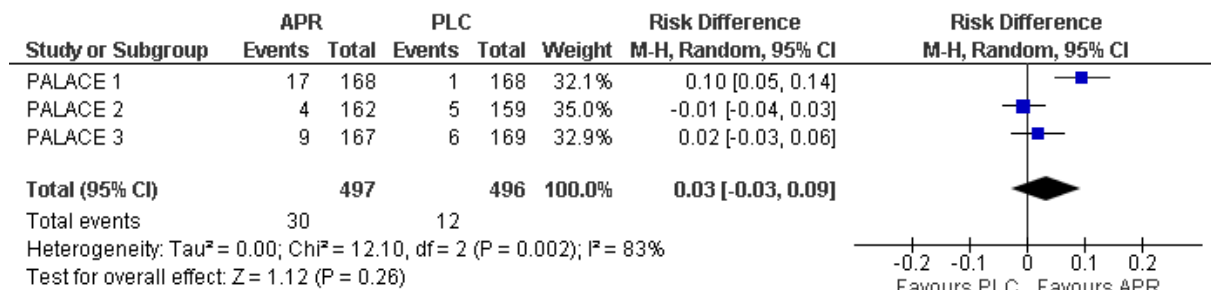 APR PLC Risk Difference Risk Difference
Study or Subgroup Events Total Events Total Weight M-H, Random, 95% CI M-H, Random, 95% CI
PALACE 1 17 168 1 168 32.1% 0.10 [0.05, 0.14]
PALACE 2 4 162 5 159 35.0% -0.01 [-0.04, 0.03]
PALACE 3 9 167 6 169 32.9% 0.02 [-0.03, 0.06]
Total (95% CI) 497 496 100.0% 0.03 [-0.03, 0.09]
Total events 30 12
Heterogeneity: Tau² = 0.00; Chi² = 12.10, df = 2 (P = 0.002); I² = 83%
Test for overall effect: Z = 1.12 (P = 0.26)
-0.2 -0.1 0 0.1 0.2
Favours PLC Favours APR